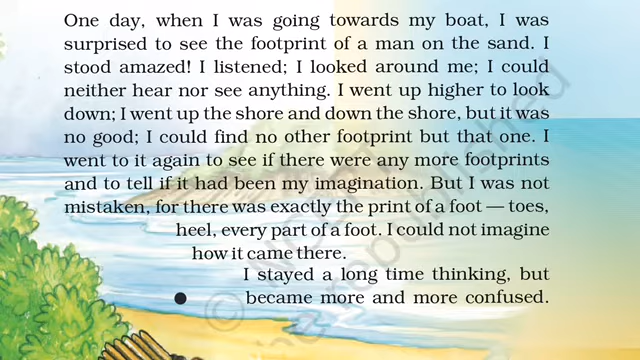 One day, when I was going towards my boat, I was
surprised to see the footprint of a man on the sand. I
stood amazed! I listened; I looked around me; I could
neither hear nor see anything. I went up higher to look
down; I went up the shore and down the shore, but it was
no good; I could find no other footprint but that one. I
went to it again to see if there were any more footprints
and to tell if it had been my imagination. But I was not
mistaken, for there was exactly the print of a foot — toes,
heel, every part of a foot. I could not imagine
how it came there.
I stayed a long time thinking, but
became more and more confused.